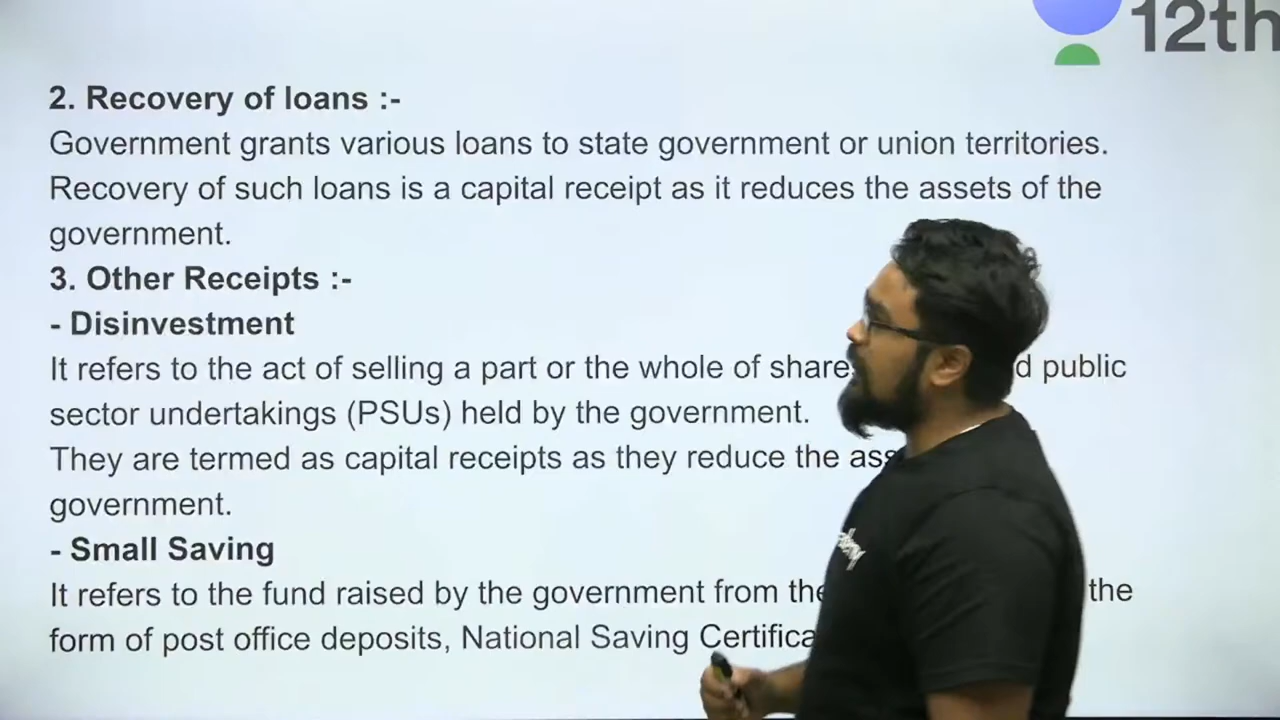 12th
2. Recovery of loans :-
Government grants various loans to state government or union territories.
Recovery of such loans is a capital receipt as it reduces the assets of the
government.
3. Other Receipts :-
- Disinvestment
It refers to the act of selling a part or the whole of public
sector undertakings (PSUs) held by the government.
They are termed as capital receipts as they reduce the
government.
- Small Saving
It refers to the fund raised by the government from the
form of post office deposits, National Saving